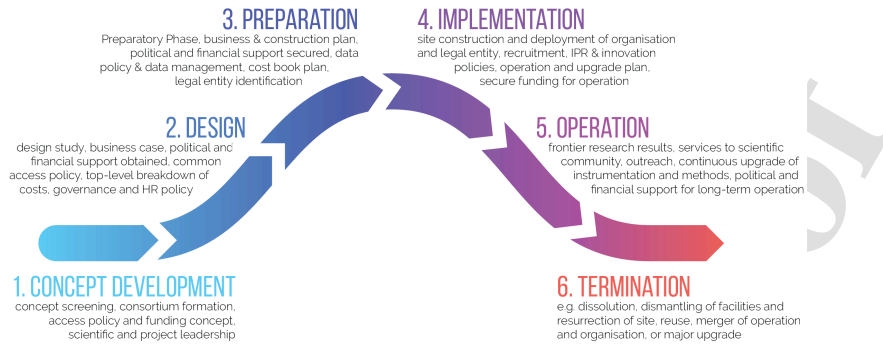 3. PREPARATION
Preparatory Phase, business & construction plan,
political and financial support secured, data
policy & data management, cost book plan,
legal entity identification
4. IMPLEMENTATION
site construction and deployment of organisation
and legal entity, recruitment, IPR & innovation
policies, operation and upgrade plan,
secure funding for operation
2. DESIGN
design study, business case, political and
financial support obtained, common
access policy, top-level breakdown of
costs, governance and HR policy
5. OPERATION
frontier research results, services to scientific
community, outreach, continuous upgrade of
instrumentation and methods, political and
financial support for long-term operation
1. CONCEPT DEVELOPMENT
concept screening, consortium formation,
access policy and funding concept,
scientific and project leadership
6. TERMINATION
e.g. dissolution, dismantling of facilities and
resurrection of site, reuse, merger of operation
and organisation, or major upgrade